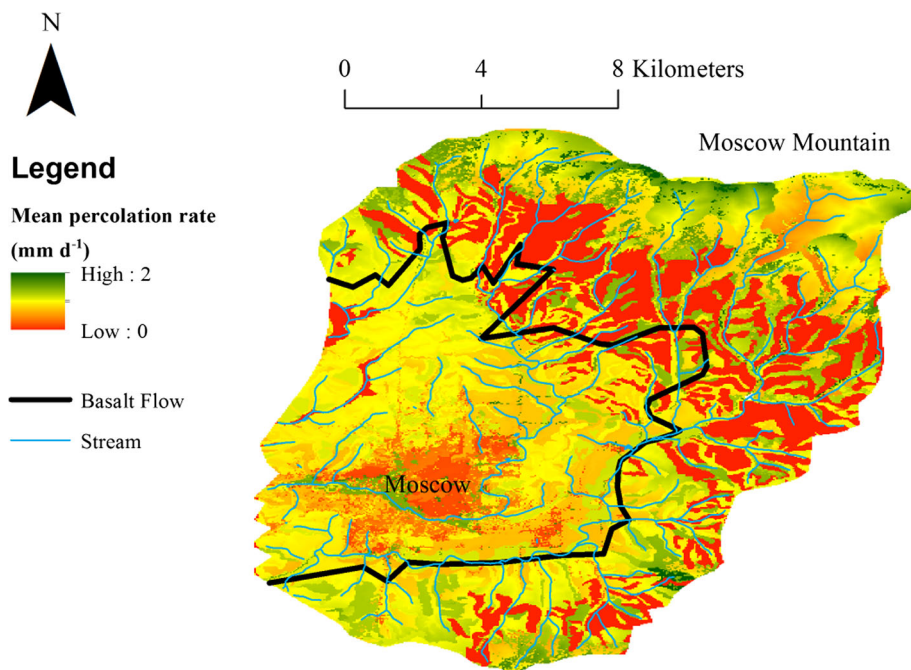 N
0 4 8 Kilometers
Moscow Mountain
Legend
Mean percolation rate
(mm d-1)
High : 2
Low : 0
Basalt Flow
Stream
Moscow